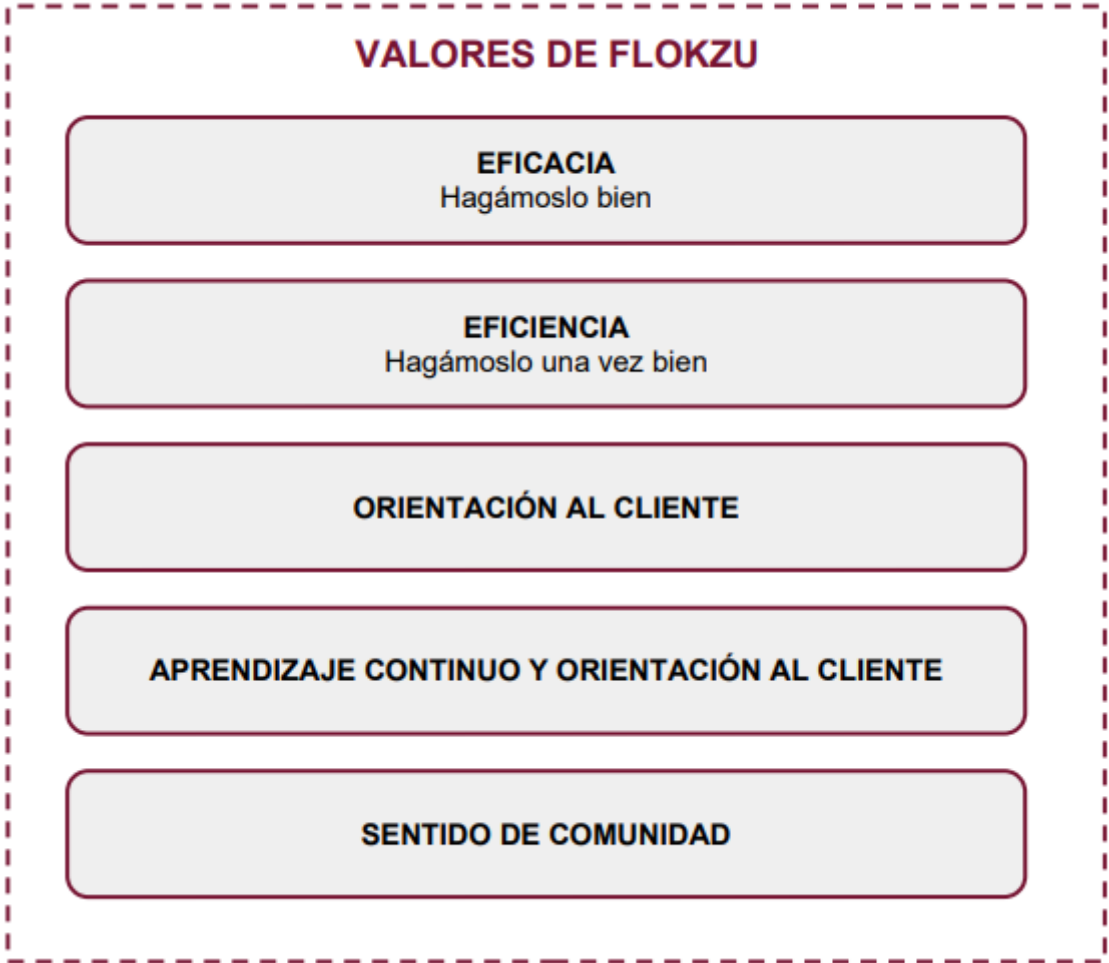 VALORES DE FLOKZU
EFICACIA
Hagámoslo bien
EFICIENCIA
Hagámoslo una vez bien
ORIENTACIÓN AL CLIENTE
APRENDIZAJE CONTINUO Y ORIENTACIÓN AL CLIENTE
SENTIDO DE COMUNIDAD